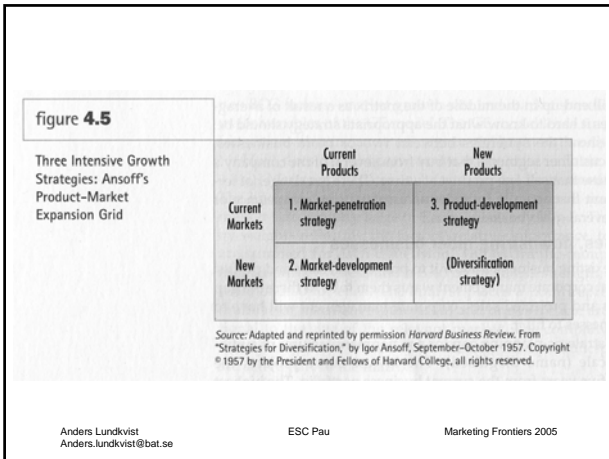 figure 4.5
Three Intensive Growth
Strategies: Ansoff's
Product–Market
Expansion Grid
Current
Products
New
Products
Current
Markets
1. Market-penetration
strategy
3. Product-development
strategy
New
Markets
2. Market-development
strategy
(Diversification
strategy)
Source: Adapted and reprinted by permission Harvard Business Review. From
"Strategies for Diversification," by Igor Ansoff, September–October 1957. Copyright
© 1957 by the President and Fellows of Harvard College, all rights reserved.
Anders Lundkvist
Anders.lundkvist@bat.se
ESC Pau
Marketing Frontiers 2005